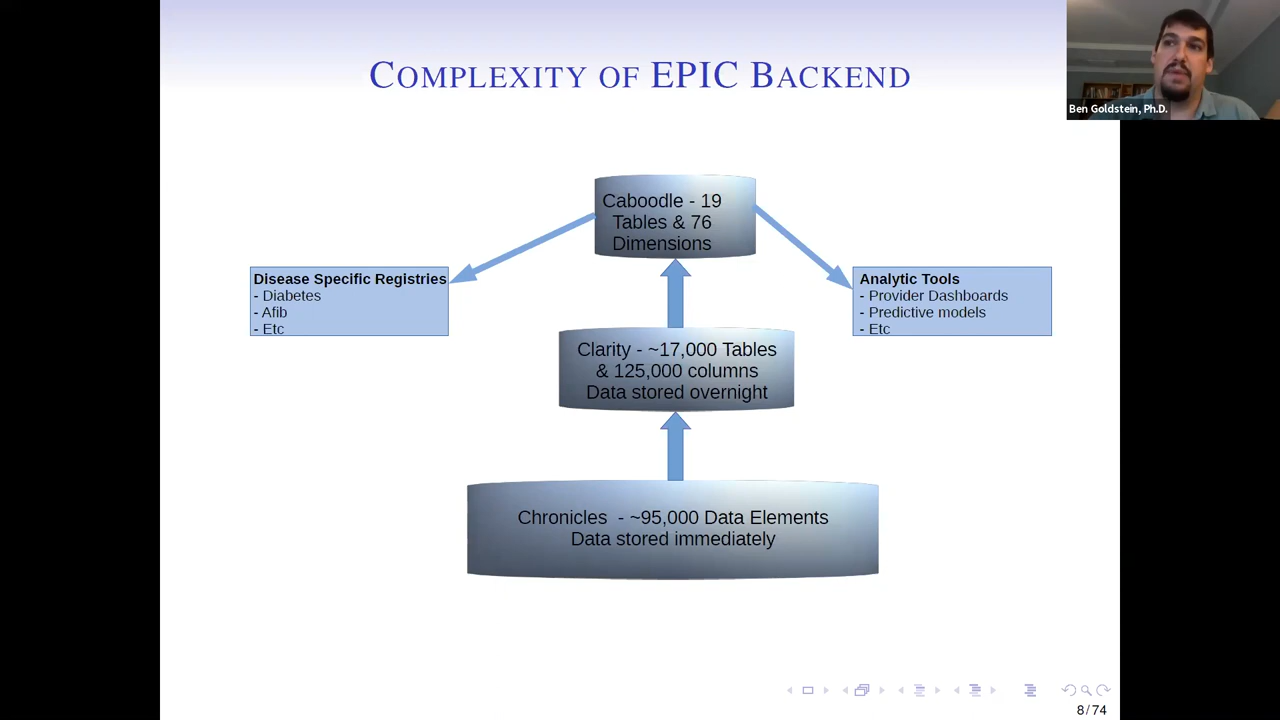 COMPLEXITY OF EPIC BACKEND
Ben Goldstein, Ph.D.
Caboodle - 19
Tables & 76
Dimensions
Disease Specific Registries
- Diabetes
- Afib
- Etc
Analytic Tools
- Provider Dashboards
- Predictive models
- Etc
Clarity - ~17,000 Tables
& 125,000 columns
Data stored overnight
Chronicles - ~95,000 Data Elements
Data stored immediately
8 / 74